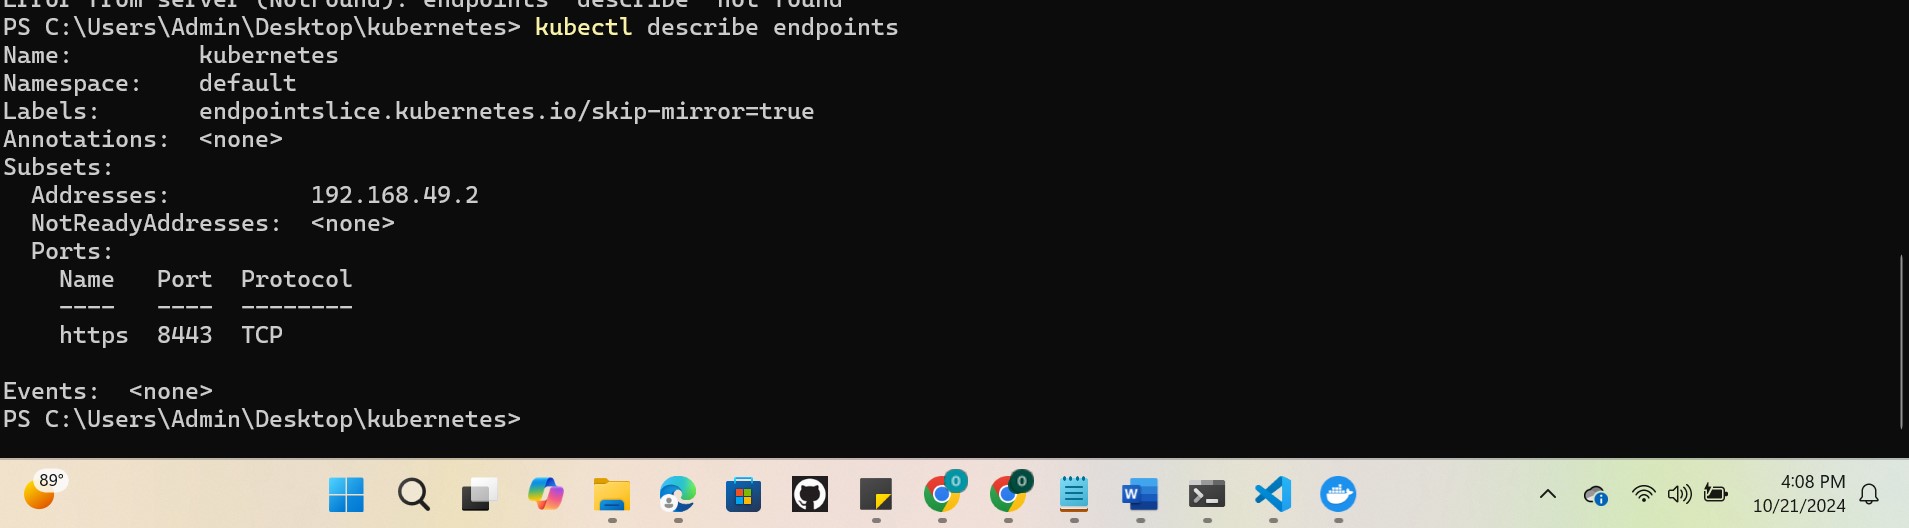 Error from server (NotFound): endpoints "describe" not found
PS C:\Users\Admin\Desktop\kubernetes> kubectl describe endpoints
Name:         kubernetes
Namespace:    default
Labels:       endpointslice.kubernetes.io/skip-mirror=true
Annotations:  <none>
Subsets:
  Addresses:          192.168.49.2
  NotReadyAddresses:  <none>
  Ports:
    Name   Port  Protocol
    ----   ----  --------
    https  8443  TCP
Events:  <none>
PS C:\Users\Admin\Desktop\kubernetes>
89°
0
0
W
4:08 PM
10/21/2024